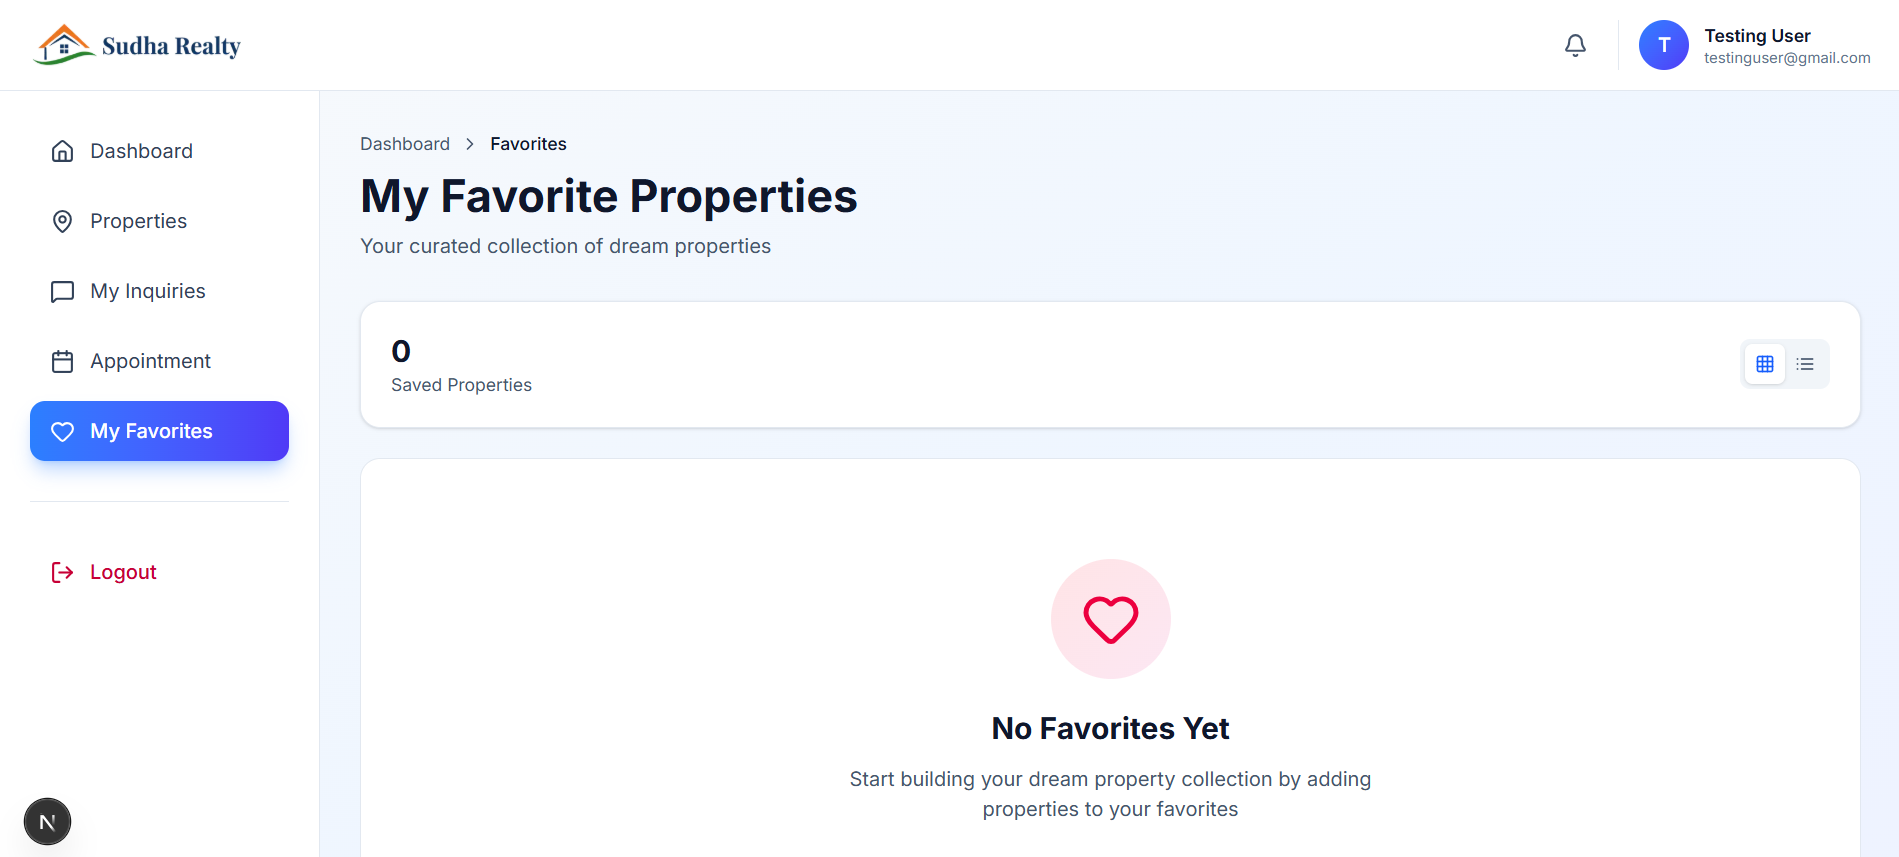 Sudha Realty
T
Testing User
testinguser@gmail.com
Dashboard
Properties
My Inquiries
Appointment
My Favorites
Logout
N
Dashboard > Favorites
My Favorite Properties
Your curated collection of dream properties
0
Saved Properties
No Favorites Yet
Start building your dream property collection by adding
properties to your favorites